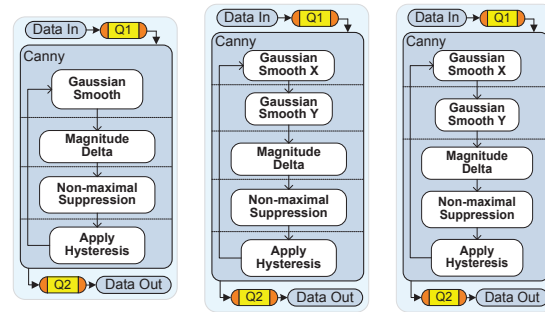 Data In
Q1
Canny
Gaussian
Smooth
Magnitude
Delta
Non-maximal
Suppression
Apply
Hysteresis
Q2
Data Out
Data In
Q1
Canny
Gaussian
Smooth X
Gaussian
Smooth Y
Magnitude
Delta
Non-maximal
Suppression
Apply
Hysteresis
Q2
Data Out
Data In
Q1
Canny
Gaussian
Smooth X
Gaussian
Smooth Y
Magnitude
Delta
Non-maximal
Suppression
Apply
Hysteresis
Q2
Data Out